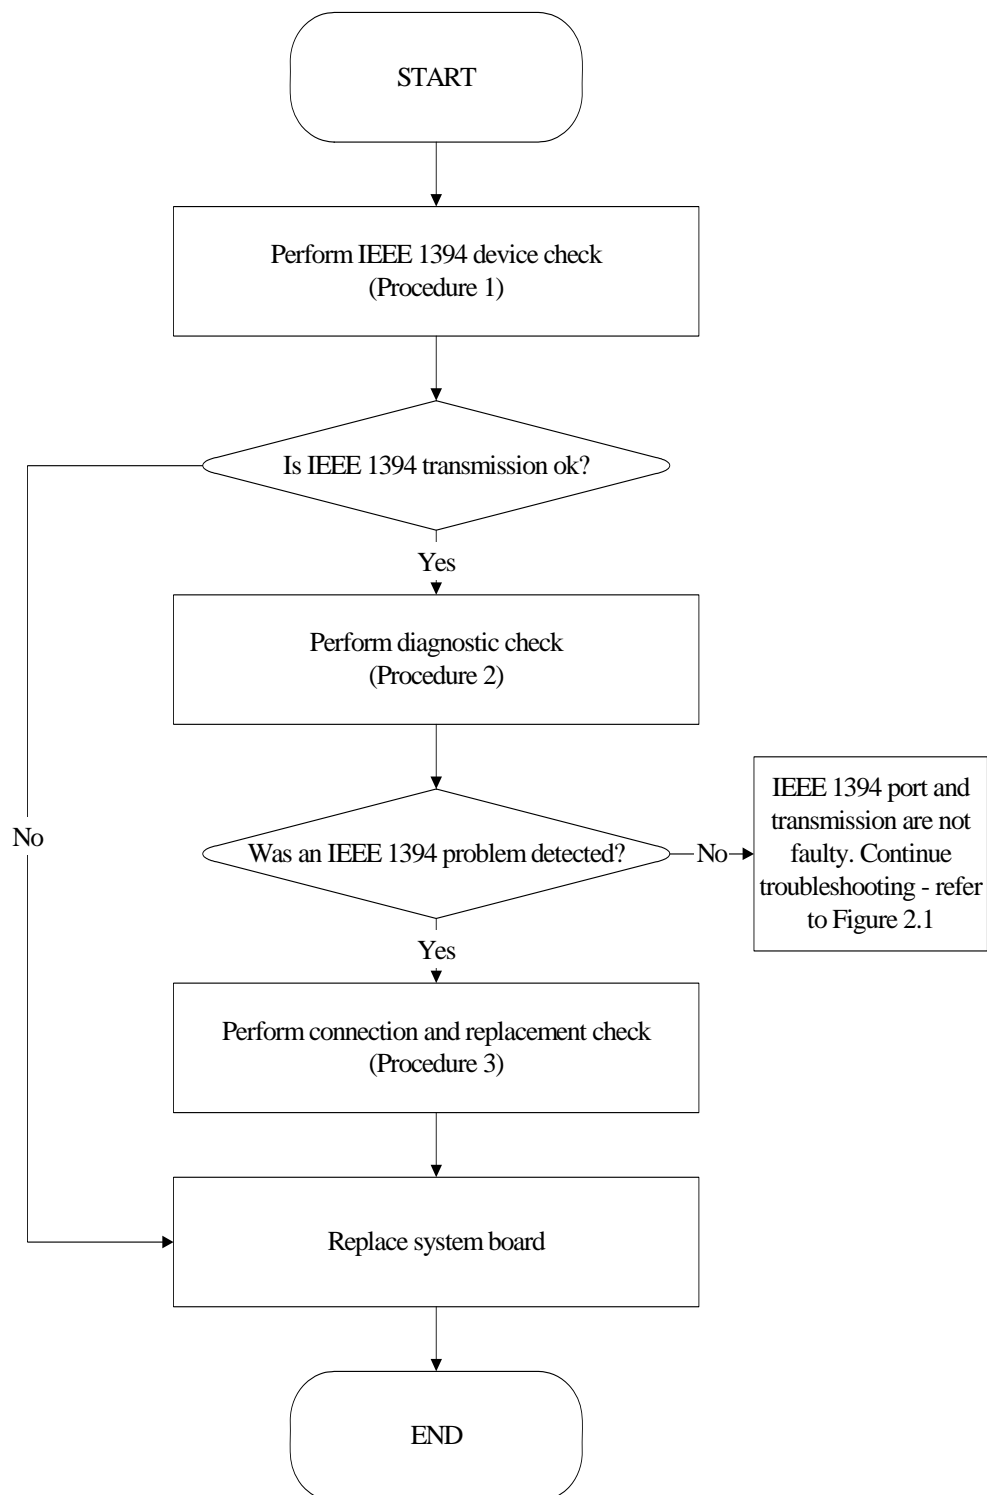 START
Perform IEEE 1394 device check
(Procedure 1)
Is IEEE 1394 transmission ok?
Yes
Perform diagnostic check
(Procedure 2)
No
Was an IEEE 1394 problem detected?
No
IEEE 1394 port and
transmission are not
faulty. Continue
troubleshooting - refer
to Figure 2.1
Yes
Perform connection and replacement check
(Procedure 3)
Replace system board
END